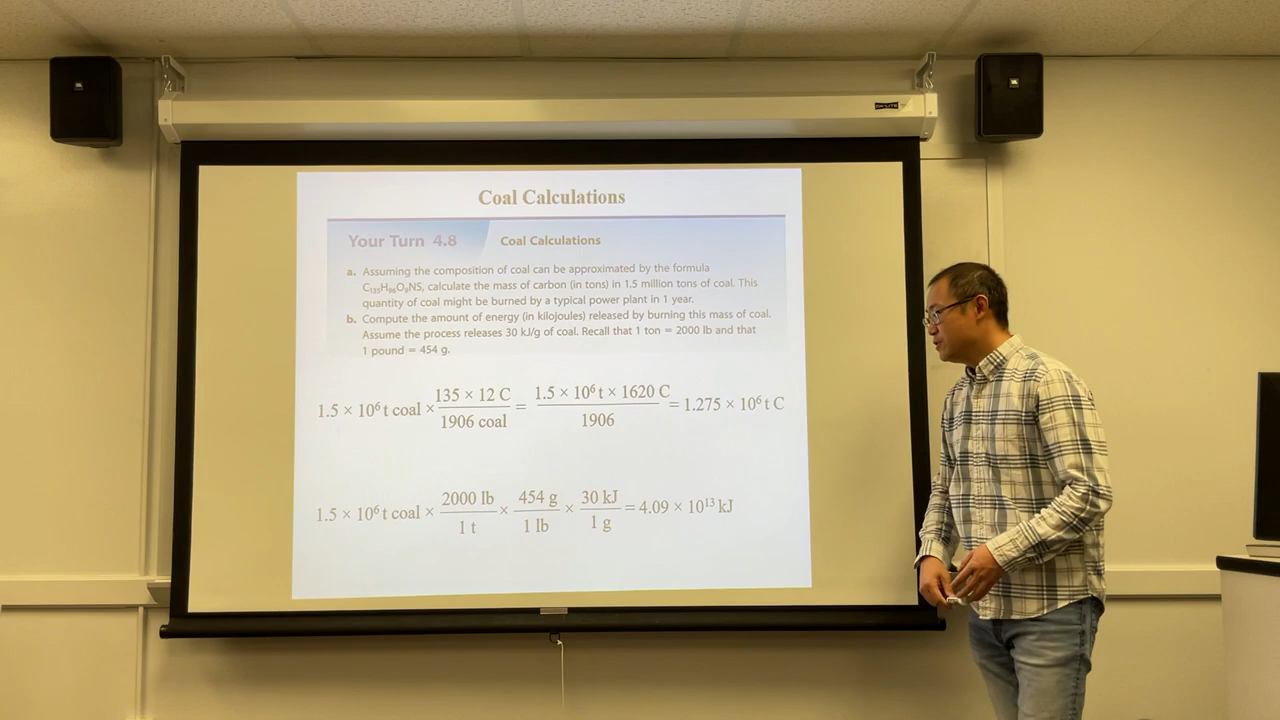 DA-LITE
JBL
JBL
Coal Calculations
Your Turn 4.8 Coal Calculations
a. Assuming the composition of coal can be approximated by the formula
C₁₃₅H₉₆O₉NS, calculate the mass of carbon (in tons) in 1.5 million tons of coal. This
quantity of coal might be burned by a typical power plant in 1 year.
b. Compute the amount of energy (in kilojoules) released by burning this mass of coal.
Assume the process releases 30 kJ/g of coal. Recall that 1 ton = 2000 lb and that
1 pound = 454 g.
1.5 × 10⁶ t coal × 135 × 12 C / 1906 coal = 1.5 × 10⁶ t × 1620 C / 1906 = 1.275 × 10⁶ t C
1.5 × 10⁶ t coal × 2000 lb / 1 t × 454 g / 1 lb × 30 kJ / 1 g = 4.09 × 10¹³ kJ